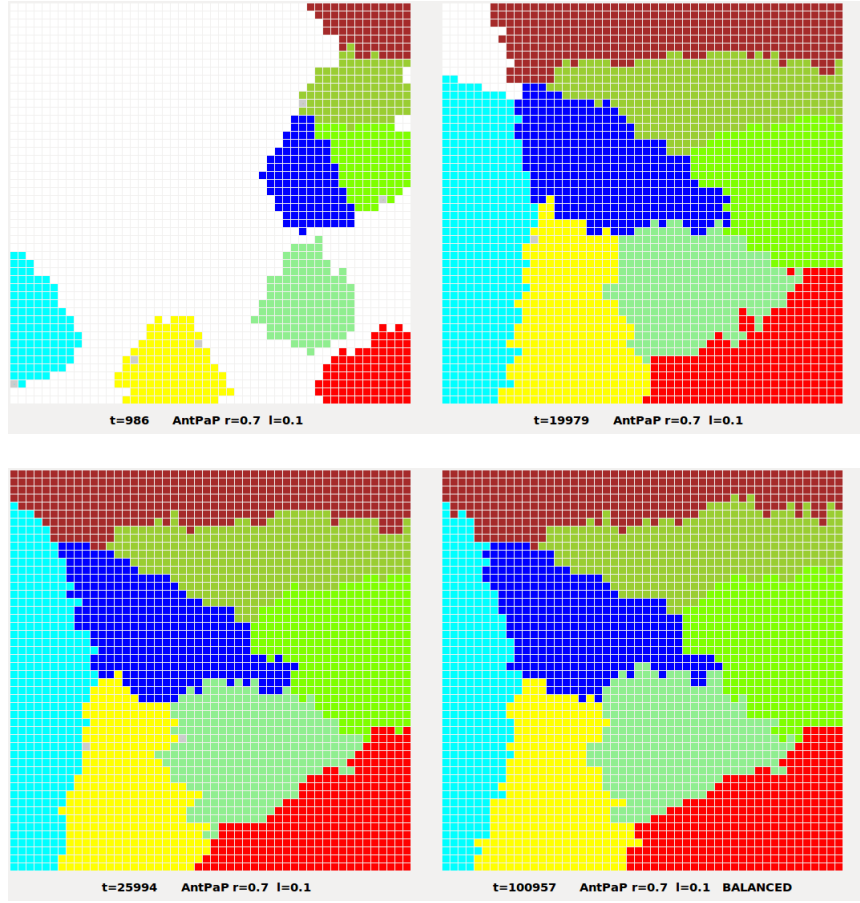 t=986 AntPaP r=0.7 l=0.1
t=19979 AntPaP r=0.7 l=0.1
t=25994 AntPaP r=0.7 l=0.1
t=100957 AntPaP r=0.7 l=0.1 BALANCED